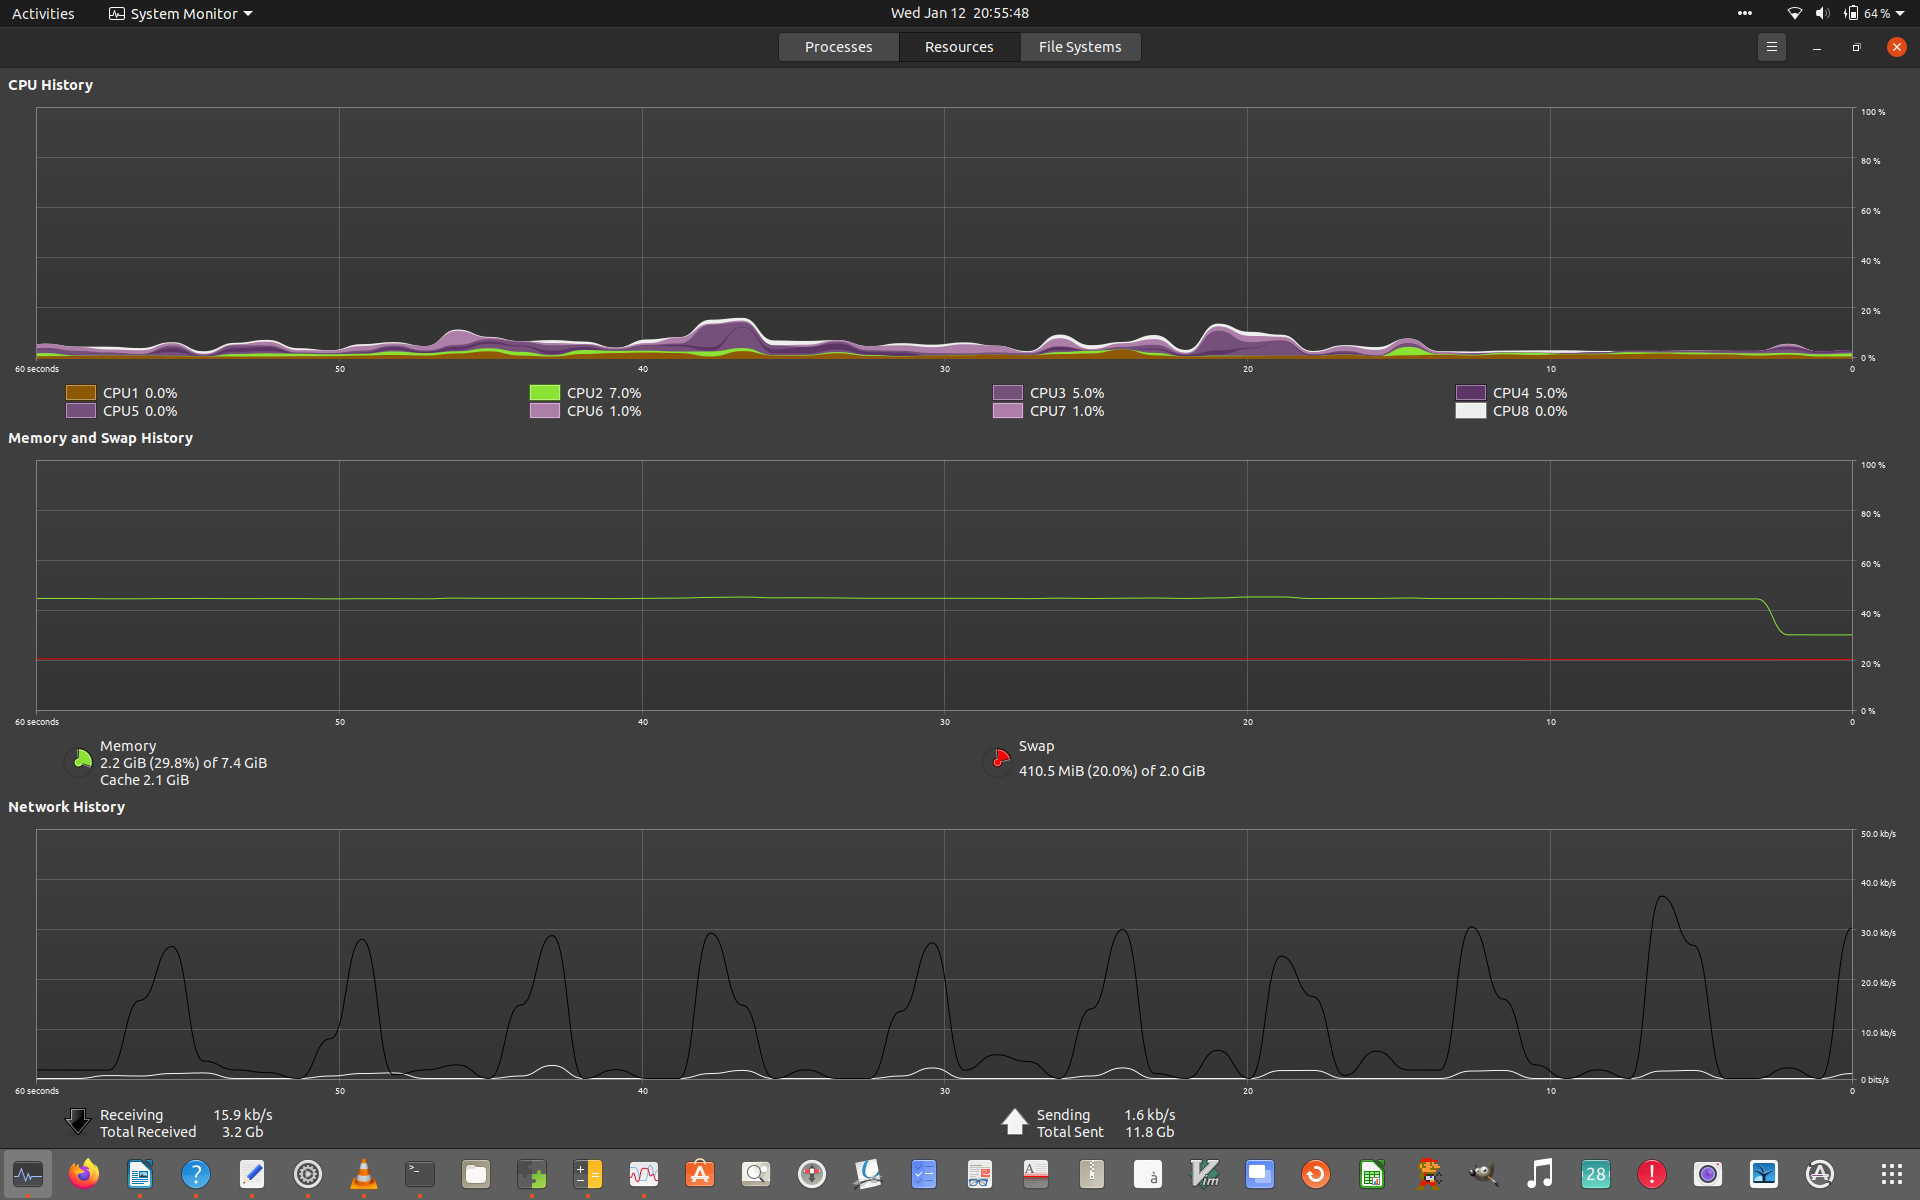 Activities System Monitor Wed Jan 12 20:55:48 64 %
Processes Resources File Systems
CPU History
100 %
80 %
60 %
40 %
20 %
0 %
60 seconds 50 40 30 20 10 0
CPU1 0.0% CPU2 7.0% CPU3 5.0% CPU4 5.0%
CPU5 0.0% CPU6 1.0% CPU7 1.0% CPU8 0.0%
Memory and Swap History
100 %
80 %
60 %
40 %
20 %
0 %
60 seconds 50 40 30 20 10 0
Memory
2.2 GiB (29.8%) of 7.4 GiB
Cache 2.1 GiB
Swap
410.5 MiB (20.0%) of 2.0 GiB
Network History
50.0 kb/s
40.0 kb/s
30.0 kb/s
20.0 kb/s
10.0 kb/s
0 bits/s
60 seconds 50 40 30 20 10 0
Receiving 15.9 kb/s
Total Received 3.2 Gb
Sending 1.6 kb/s
Total Sent 11.8 Gb
? >_ A A à Vim 28 !